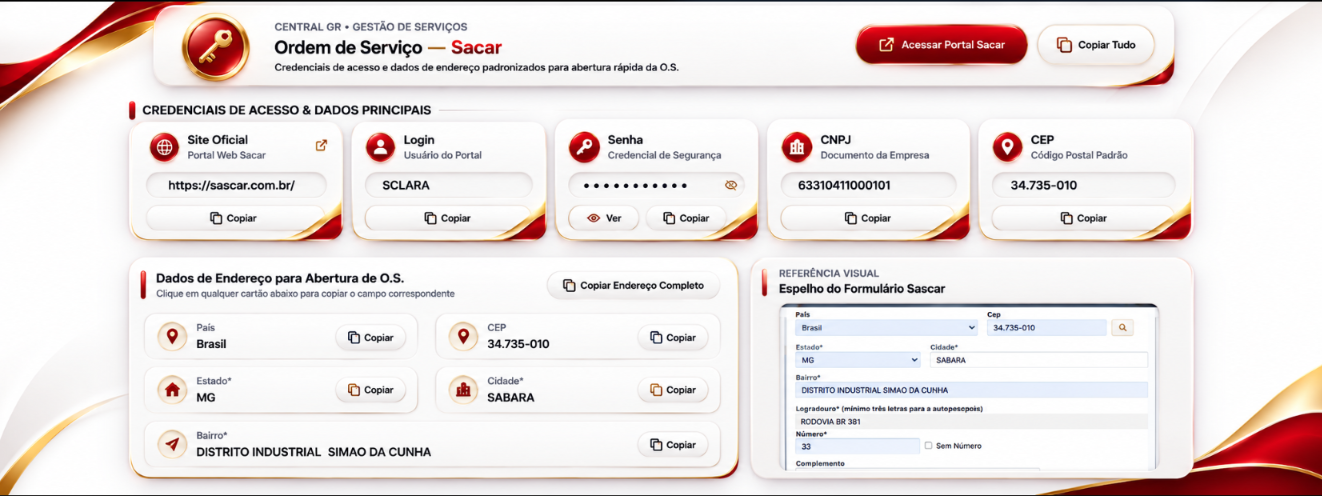 CENTRAL GR • GESTÃO DE SERVIÇOS
Ordem de Serviço — Sacar
Credenciais de acesso e dados de endereço padronizados para abertura rápida da O.S.
Acessar Portal Sacar
Copiar Tudo
CREDENCIAIS DE ACESSO & DADOS PRINCIPAIS
Site Oficial
Portal Web Sacar
https://sascar.com.br/
Copiar
Login
Usuário do Portal
SCLARA
Copiar
Senha
Credencial de Segurança
•••••••••••
Ver
Copiar
CNPJ
Documento da Empresa
63310411000101
Copiar
CEP
Código Postal Padrão
34.735-010
Copiar
Dados de Endereço para Abertura de O.S.
Clique em qualquer cartão abaixo para copiar o campo correspondente
Copiar Endereço Completo
País
Brasil
Copiar
CEP
34.735-010
Copiar
Estado*
MG
Copiar
Cidade*
SABARA
Copiar
Bairro*
DISTRITO INDUSTRIAL  SIMAO DA CUNHA
Copiar
REFERÊNCIA VISUAL
Espelho do Formulário Sascar
País
Brasil
Cep
34.735-010
Estado*
MG
Cidade*
SABARA
Bairro*
DISTRITO INDUSTRIAL SIMAO DA CUNHA
Logradouro* (mínimo três letras para a autopesepois)
RODOVIA BR 381
Número*
33
Sem Número
Complemento